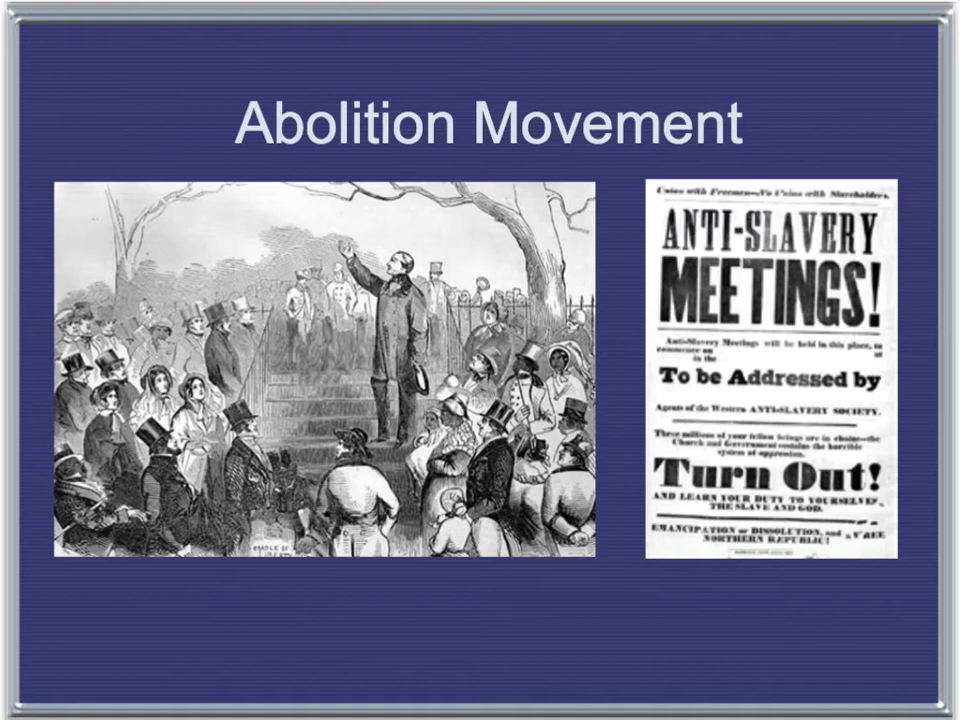 Abolition Movement
Union with Freemen—No Union with Slaveholders.
ANTI-SLAVERY
MEETINGS!
Anti-Slavery Meetings will be held in this place, to
commence on at
in the
To be Addressed by
Agents of the Western ANTI-SLAVERY SOCIETY.
Three millions of your fellow beings are in chains—the
Church and Government sustains the horrible
system of oppression.
Turn Out!
AND LEARN YOUR DUTY TO YOURSELVES,
THE SLAVE AND GOD.
EMANCIPATION or DISSOLUTION, and a FREE
NORTHERN REPUBLIC!